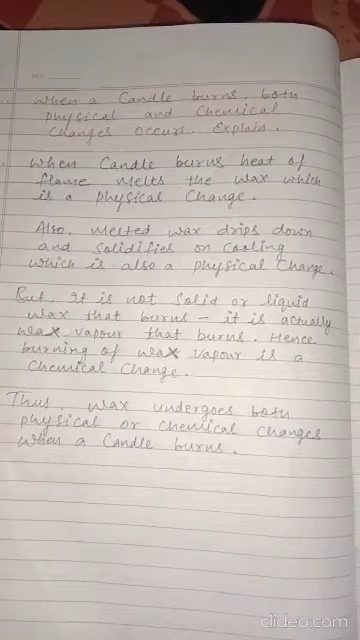 When a Candle burns, both
physical and Chemical
Changes occurs. Explain.
When Candle burns heat of
flame melts the wax which
is a physical Change.
Also, melted wax drips down
and solidifies on cooling
which is also a physical Change.
But, It is not solid or liquid
wax that burns - it is actually
wax vapour that burns. Hence
burning of wax vapour is a
Chemical Change.
Thus, wax undergoes both
physical or chemical changes
when a Candle burns.
clideo.com